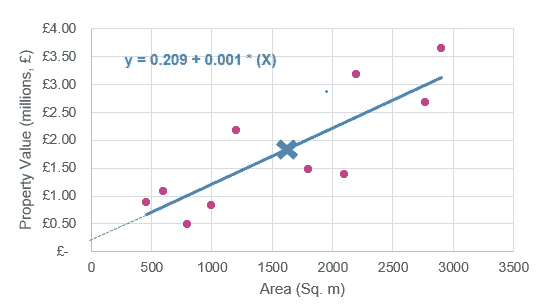 £4.00
£3.50
£3.00
£2.50
£2.00
£1.50
£1.00
£0.50
£-
Property Value (millions, £)
y = 0.209 + 0.001 * (X)
0 500 1000 1500 2000 2500 3000 3500
Area (Sq. m)